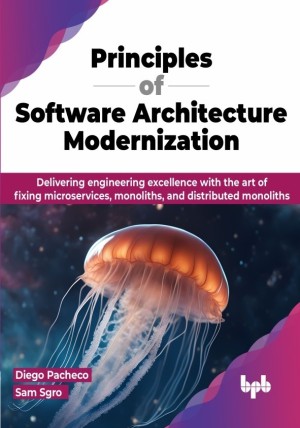 Principles
of
Software Architecture
Modernization
Delivering engineering excellence with the art of
fixing microservices, monoliths, and distributed monoliths
Diego Pacheco
Sam Sgro
bpb